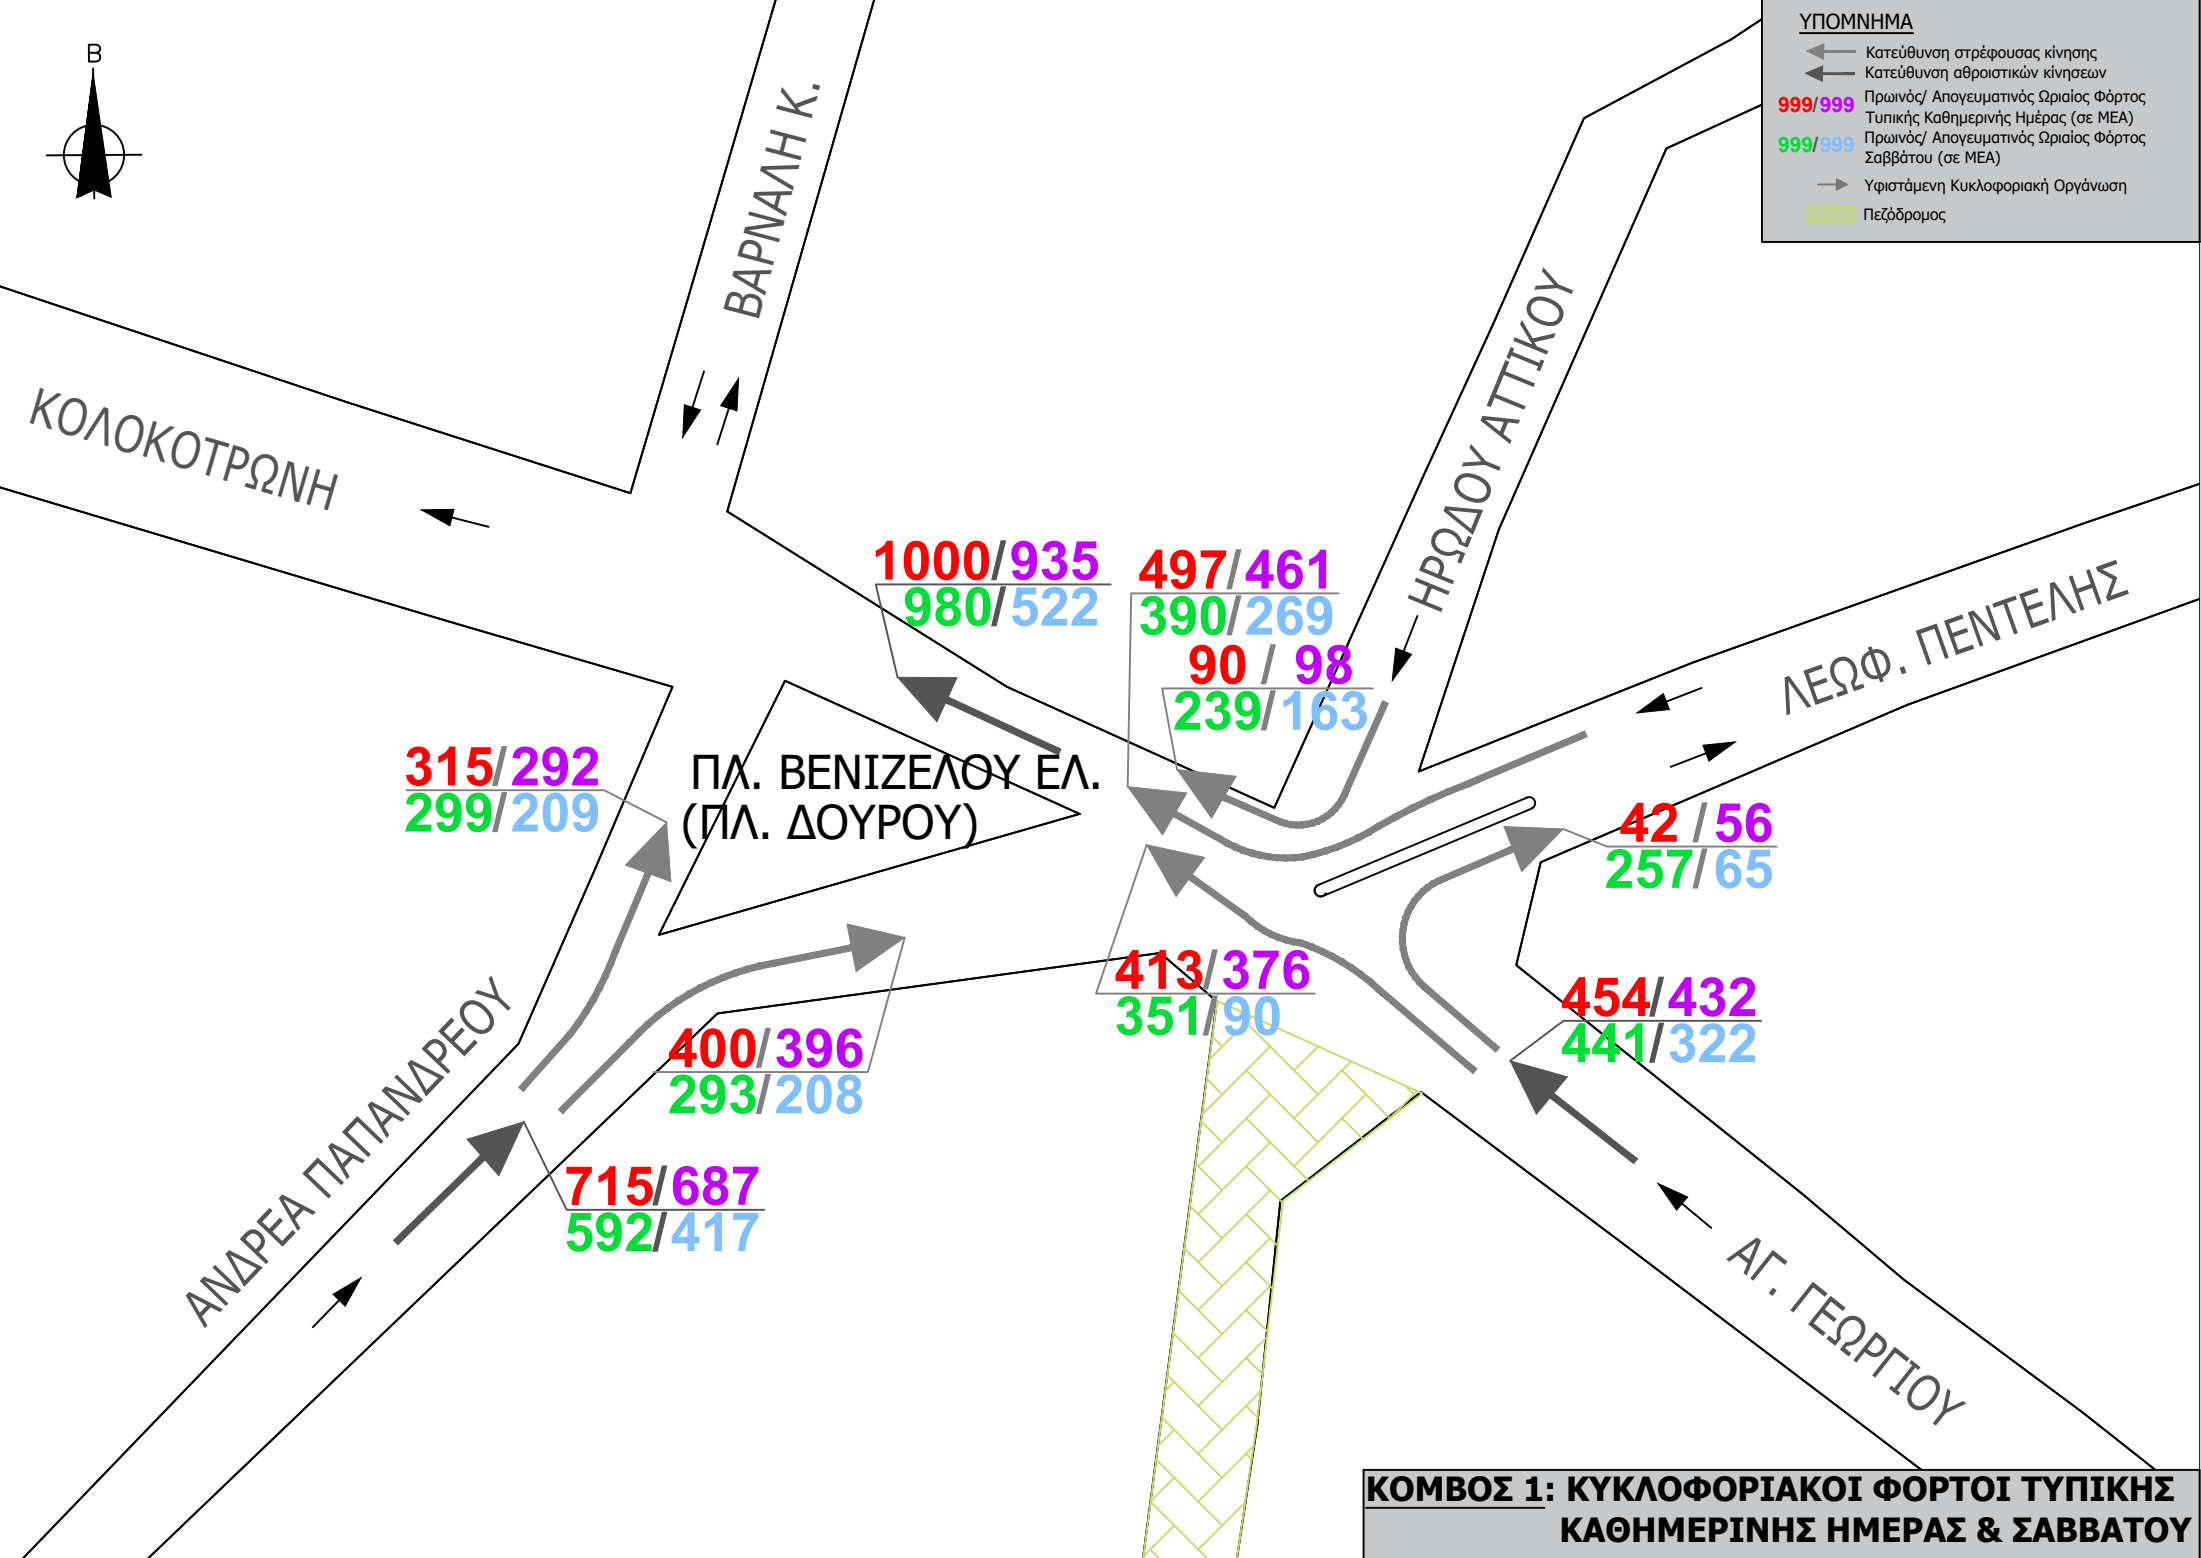 Β
ΥΠΟΜΝΗΜΑ
Κατεύθυνση στρέφουσας κίνησης
Κατεύθυνση αθροιστικών κίνησεων
999/999 Πρωινός/ Απογευματινός Ωριαίος Φόρτος
Τυπικής Καθημερινής Ημέρας (σε ΜΕΑ)
999/999 Πρωινός/ Απογευματινός Ωριαίος Φόρτος
Σαββάτου (σε ΜΕΑ)
Υφιστάμενη Κυκλοφοριακή Οργάνωση
Πεζόδρομος
ΒΑΡΝΑΛΗ Κ.
ΚΟΛΟΚΟΤΡΩΝΗ
ΗΡΩΔΟΥ ΑΤΤΙΚΟΥ
ΛΕΩΦ. ΠΕΝΤΕΛΗΣ
1000/935
980/522
497/461
390/269
90 / 98
239/163
315/292
299/209
ΠΛ. ΒΕΝΙΖΕΛΟΥ ΕΛ.
(ΠΛ. ΔΟΥΡΟΥ)
42 /56
257/65
413/376
351/90
454/432
441/322
400/396
293/208
715/687
592/417
ΑΝΔΡΕΑ ΠΑΠΑΝΔΡΕΟΥ
ΑΓ. ΓΕΩΡΓΙΟΥ
ΚΟΜΒΟΣ 1: ΚΥΚΛΟΦΟΡΙΑΚΟΙ ΦΟΡΤΟΙ ΤΥΠΙΚΗΣ
ΚΑΘΗΜΕΡΙΝΗΣ ΗΜΕΡΑΣ & ΣΑΒΒΑΤΟΥ